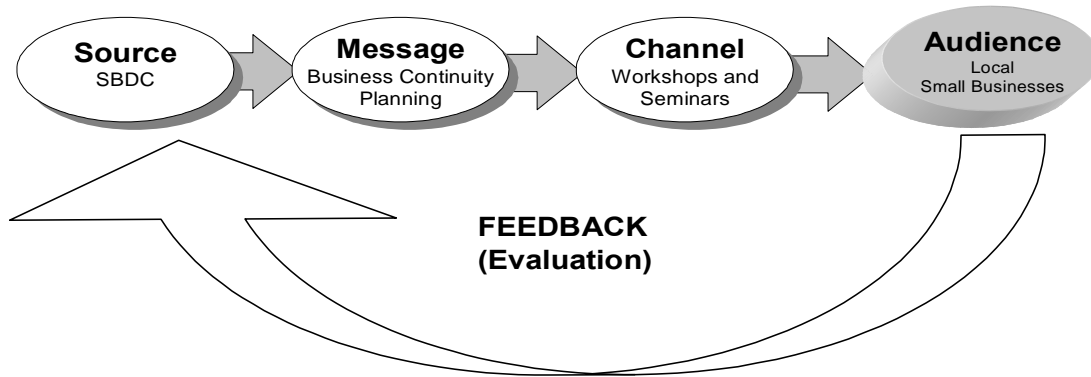 Source
SBDC
Message
Business Continuity
Planning
Channel
Workshops and
Seminars
Audience
Local
Small Businesses
FEEDBACK
(Evaluation)